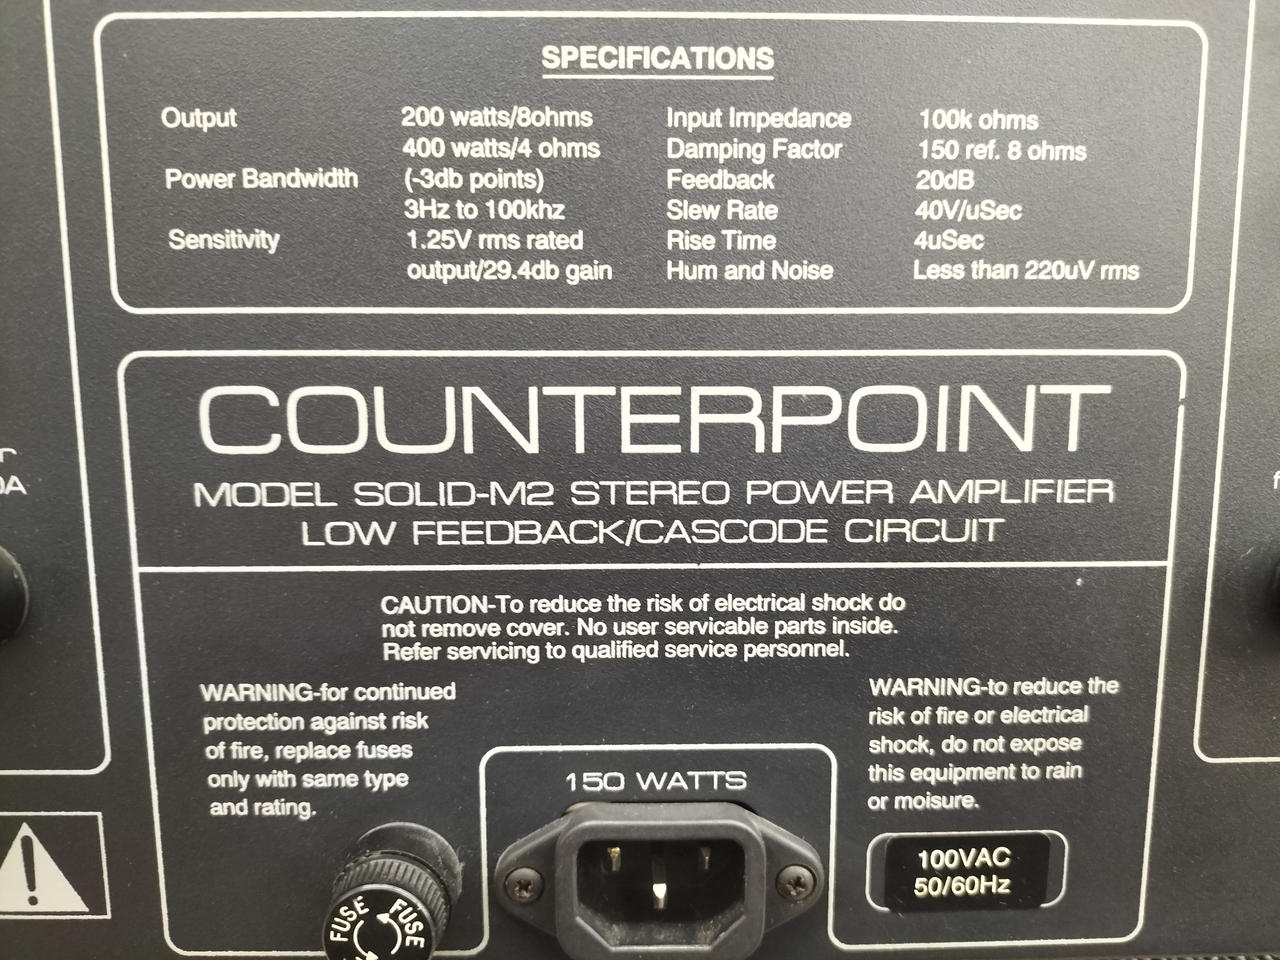 SPECIFICATIONS
Output 200 watts/8ohms Input Impedance 100k ohms
400 watts/4 ohms Damping Factor 150 ref. 8 ohms
Power Bandwidth (-3db points) Feedback 20dB
3Hz to 100khz Slew Rate 40V/uSec
Sensitivity 1.25V rms rated Rise Time 4uSec
output/29.4db gain Hum and Noise Less than 220uV rms
COUNTERPOINT
MODEL SOLID-M2 STEREO POWER AMPLIFIER
LOW FEEDBACK/CASCODE CIRCUIT
CAUTION-To reduce the risk of electrical shock do
not remove cover. No user servicable parts inside.
Refer servicing to qualified service personnel.
WARNING-for continued
protection against risk
of fire, replace fuses
only with same type
and rating.
WARNING-to reduce the
risk of fire or electrical
shock, do not expose
this equipment to rain
or moisure.
150 WATTS
100VAC
50/60Hz
FUSE FUSE